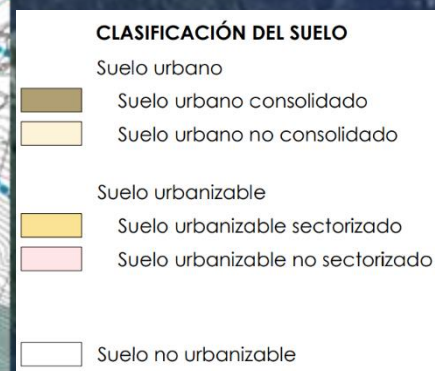 CLASIFICACIÓN DEL SUELO
Suelo urbano
Suelo urbano consolidado
Suelo urbano no consolidado
Suelo urbanizable
Suelo urbanizable sectorizado
Suelo urbanizable no sectorizado
Suelo no urbanizable